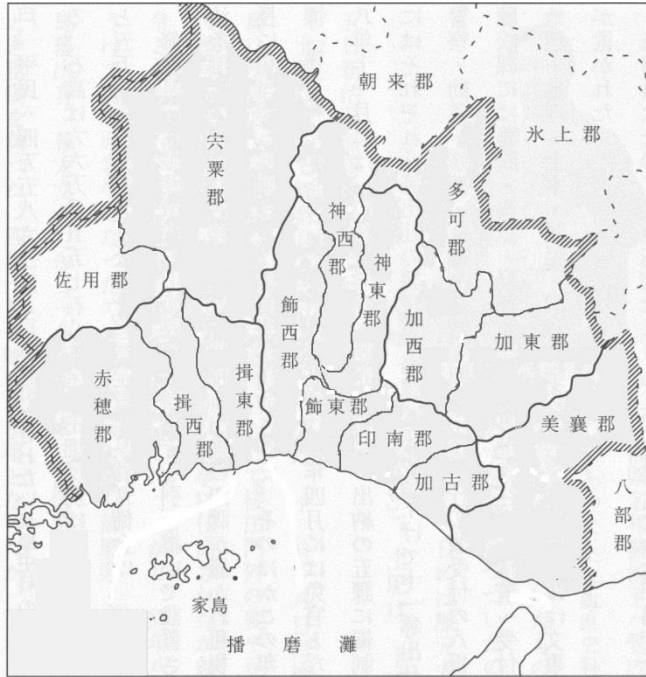 朝来郡
氷上郡
宍粟郡
神西郡
多可郡
神東郡
佐用郡
飾西郡
加西郡
加東郡
赤穂郡
揖西郡
揖東郡
飾東郡
美襄郡
印南郡
加古郡
八部郡
家島
播磨灘